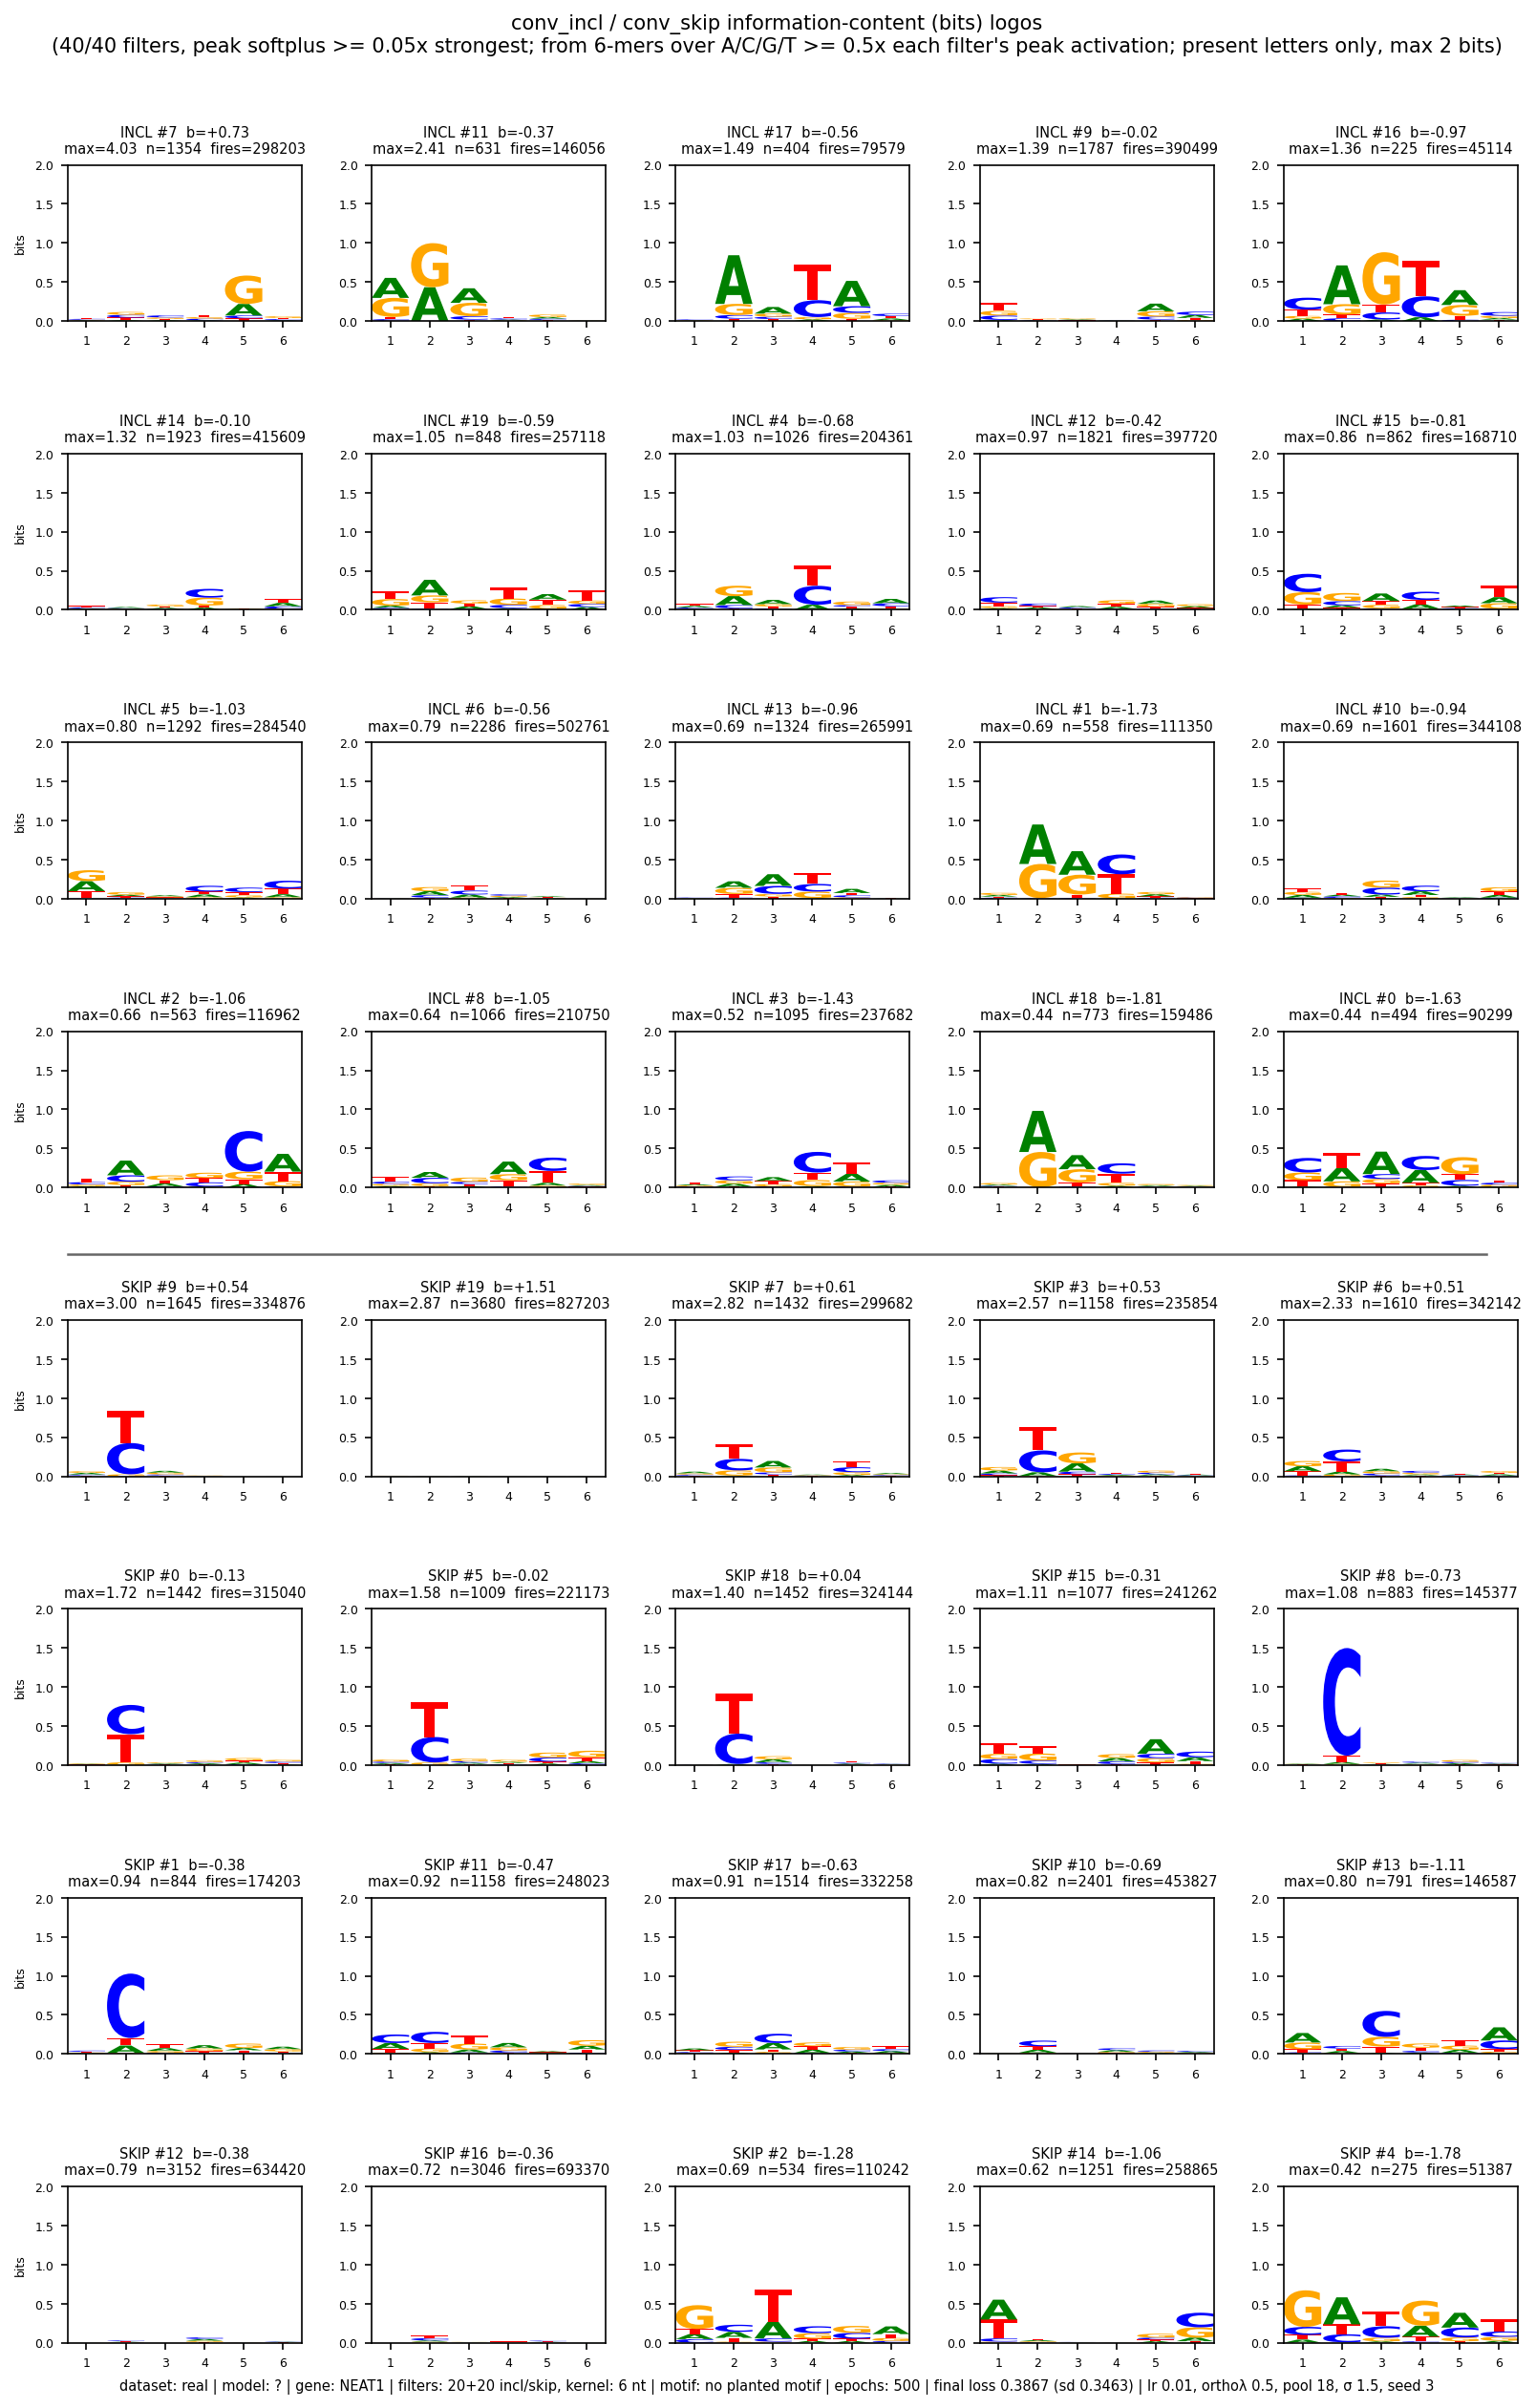 conv_incl / conv_skip information-content (bits) logos
(40/40 filters, peak softplus >= 0.05x strongest; from 6-mers over A/C/G/T >= 0.5x each filter's peak activation; present letters only, max 2 bits)
INCL #7 b=+0.73
max=4.03 n=1354 fires=298203
INCL #11 b=-0.37
max=2.41 n=631 fires=146056
INCL #17 b=-0.56
max=1.49 n=404 fires=79579
INCL #9 b=-0.02
max=1.39 n=1787 fires=390499
INCL #16 b=-0.97
max=1.36 n=225 fires=45114
INCL #14 b=-0.10
max=1.32 n=1923 fires=415609
INCL #19 b=-0.59
max=1.05 n=848 fires=257118
INCL #4 b=-0.68
max=1.03 n=1026 fires=204361
INCL #12 b=-0.42
max=0.97 n=1821 fires=397720
INCL #15 b=-0.81
max=0.86 n=862 fires=168710
INCL #5 b=-1.03
max=0.80 n=1292 fires=284540
INCL #6 b=-0.56
max=0.79 n=2286 fires=502761
INCL #13 b=-0.96
max=0.69 n=1324 fires=265991
INCL #1 b=-1.73
max=0.69 n=558 fires=111350
INCL #10 b=-0.94
max=0.69 n=1601 fires=344108
INCL #2 b=-1.06
max=0.66 n=563 fires=116962
INCL #8 b=-1.05
max=0.64 n=1066 fires=210750
INCL #3 b=-1.43
max=0.52 n=1095 fires=237682
INCL #18 b=-1.81
max=0.44 n=773 fires=159486
INCL #0 b=-1.63
max=0.44 n=494 fires=90299
SKIP #9 b=+0.54
max=3.00 n=1645 fires=334876
SKIP #19 b=+1.51
max=2.87 n=3680 fires=827203
SKIP #7 b=+0.61
max=2.82 n=1432 fires=299682
SKIP #3 b=+0.53
max=2.57 n=1158 fires=235854
SKIP #6 b=+0.51
max=2.33 n=1610 fires=342142
SKIP #0 b=-0.13
max=1.72 n=1442 fires=315040
SKIP #5 b=-0.02
max=1.58 n=1009 fires=221173
SKIP #18 b=+0.04
max=1.40 n=1452 fires=324144
SKIP #15 b=-0.31
max=1.11 n=1077 fires=241262
SKIP #8 b=-0.73
max=1.08 n=883 fires=145377
SKIP #1 b=-0.38
max=0.94 n=844 fires=174203
SKIP #11 b=-0.47
max=0.92 n=1158 fires=248023
SKIP #17 b=-0.63
max=0.91 n=1514 fires=332258
SKIP #10 b=-0.69
max=0.82 n=2401 fires=453827
SKIP #13 b=-1.11
max=0.80 n=791 fires=146587
SKIP #12 b=-0.38
max=0.79 n=3152 fires=634420
SKIP #16 b=-0.36
max=0.72 n=3046 fires=693370
SKIP #2 b=-1.28
max=0.69 n=534 fires=110242
SKIP #14 b=-1.06
max=0.62 n=1251 fires=258865
SKIP #4 b=-1.78
max=0.42 n=275 fires=51387
dataset: real | model: ? | gene: NEAT1 | filters: 20+20 incl/skip, kernel: 6 nt | motif: no planted motif | epochs: 500 | final loss 0.3867 (sd 0.3463) | lr 0.01, orthoλ 0.5, pool 18, σ 1.5, seed 3